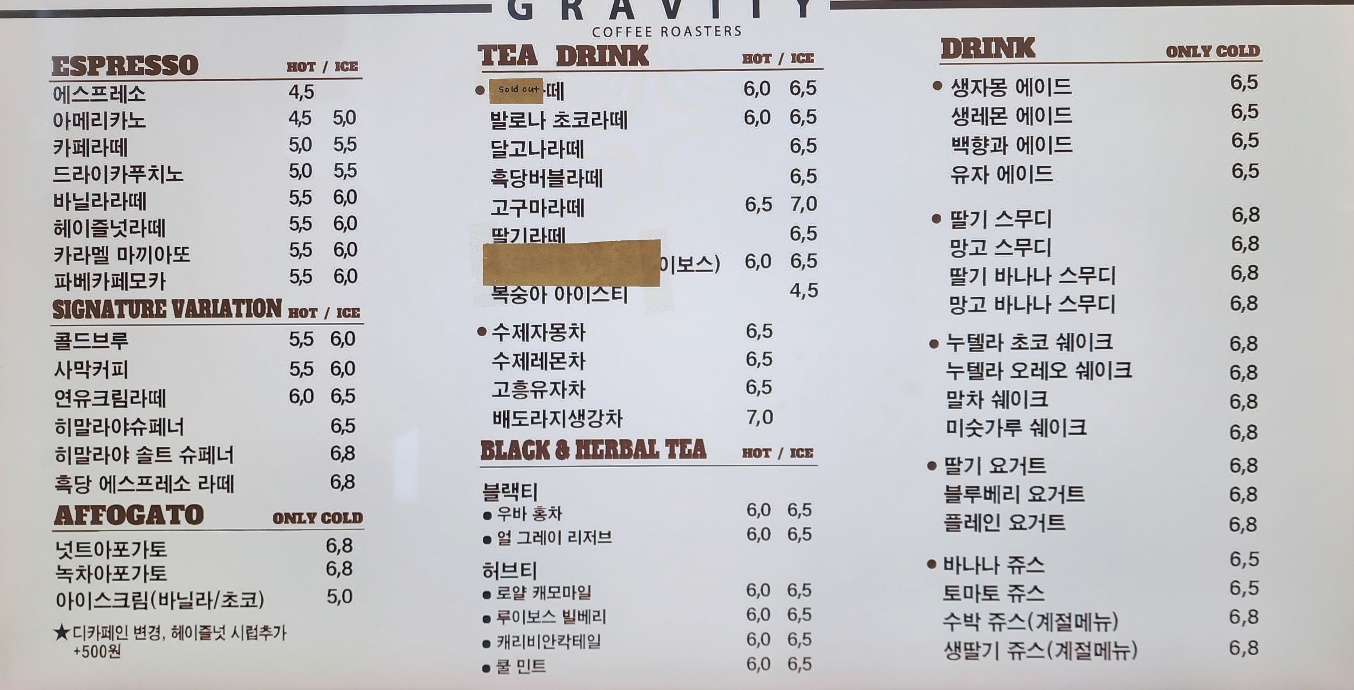 GRAVITY
COFFEE ROASTERS
ESPRESSO HOT / ICE
에스프레소 4,5
아메리카노 4,5 5,0
카페라떼 5,0 5,5
드라이카푸치노 5,0 5,5
바닐라라떼 5,5 6,0
헤이즐넛라떼 5,5 6,0
카라멜 마끼아또 5,5 6,0
파베카페모카 5,5 6,0
SIGNATURE VARIATION HOT / ICE
콜드브루 5,5 6,0
사막커피 5,5 6,0
연유크림라떼 6,0 6,5
히말라야슈페너 6,5
히말라야 솔트 슈페너 6,8
흑당 에스프레소 라떼 6,8
AFFOGATO ONLY COLD
넛트아포가토 6,8
녹차아포가토 6,8
아이스크림(바닐라/초코) 5,0
★디카페인 변경, 헤이즐넛 시럽추가
+500원
TEA DRINK HOT / ICE
● Sold out 떼 6,0 6,5
발로나 초코라떼 6,0 6,5
달고나라떼 6,5
흑당버블라떼 6,5
고구마라떼 6,5 7,0
딸기라떼 6,5
이보스) 6,0 6,5
복숭아 아이스티 4,5
● 수제자몽차 6,5
수제레몬차 6,5
고흥유자차 6,5
배도라지생강차 7,0
BLACK & HERBAL TEA HOT / ICE
블랙티
● 우바 홍차 6,0 6,5
● 얼 그레이 리저브 6,0 6,5
허브티
● 로얄 캐모마일 6,0 6,5
● 루이보스 빌베리 6,0 6,5
● 캐리비안칵테일 6,0 6,5
● 쿨 민트 6,0 6,5
DRINK ONLY COLD
● 생자몽 에이드 6,5
생레몬 에이드 6,5
백향과 에이드 6,5
유자 에이드 6,5
● 딸기 스무디 6,8
망고 스무디 6,8
딸기 바나나 스무디 6,8
망고 바나나 스무디 6,8
● 누텔라 초코 쉐이크 6,8
누텔라 오레오 쉐이크 6,8
말차 쉐이크 6,8
미숫가루 쉐이크 6,8
● 딸기 요거트 6,8
블루베리 요거트 6,8
플레인 요거트 6,8
● 바나나 쥬스 6,5
토마토 쥬스 6,5
수박 쥬스(계절메뉴) 6,8
생딸기 쥬스(계절메뉴) 6,8